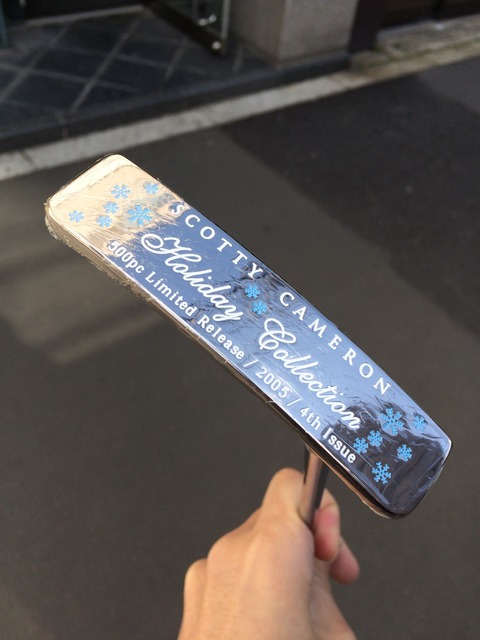 SCOTTY CAMERON
Holiday Collection
500pc Limited Release / 2005 / 4th Issue